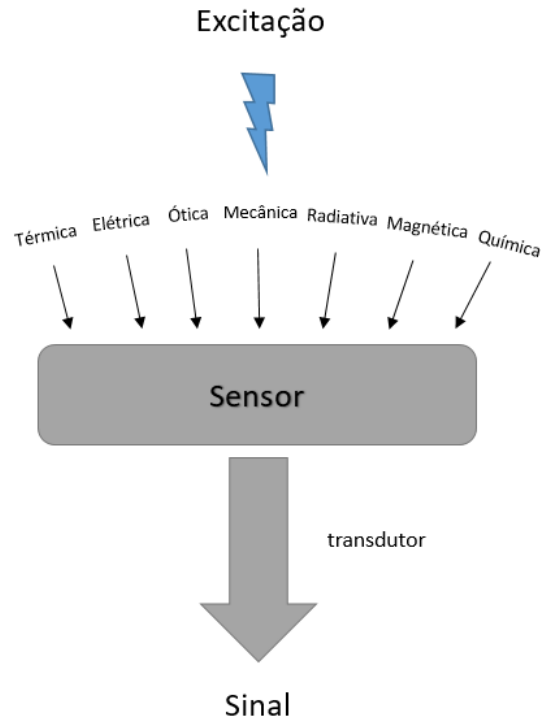 Excitação
Térmica Elétrica Ótica Mecânica Radiativa Magnética Química
Sensor
transdutor
Sinal